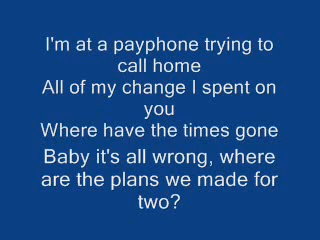 I'm at a payphone trying to
call home
All of my change I spent on
you
Where have the times gone
Baby it's all wrong, where
are the plans we made for
two?